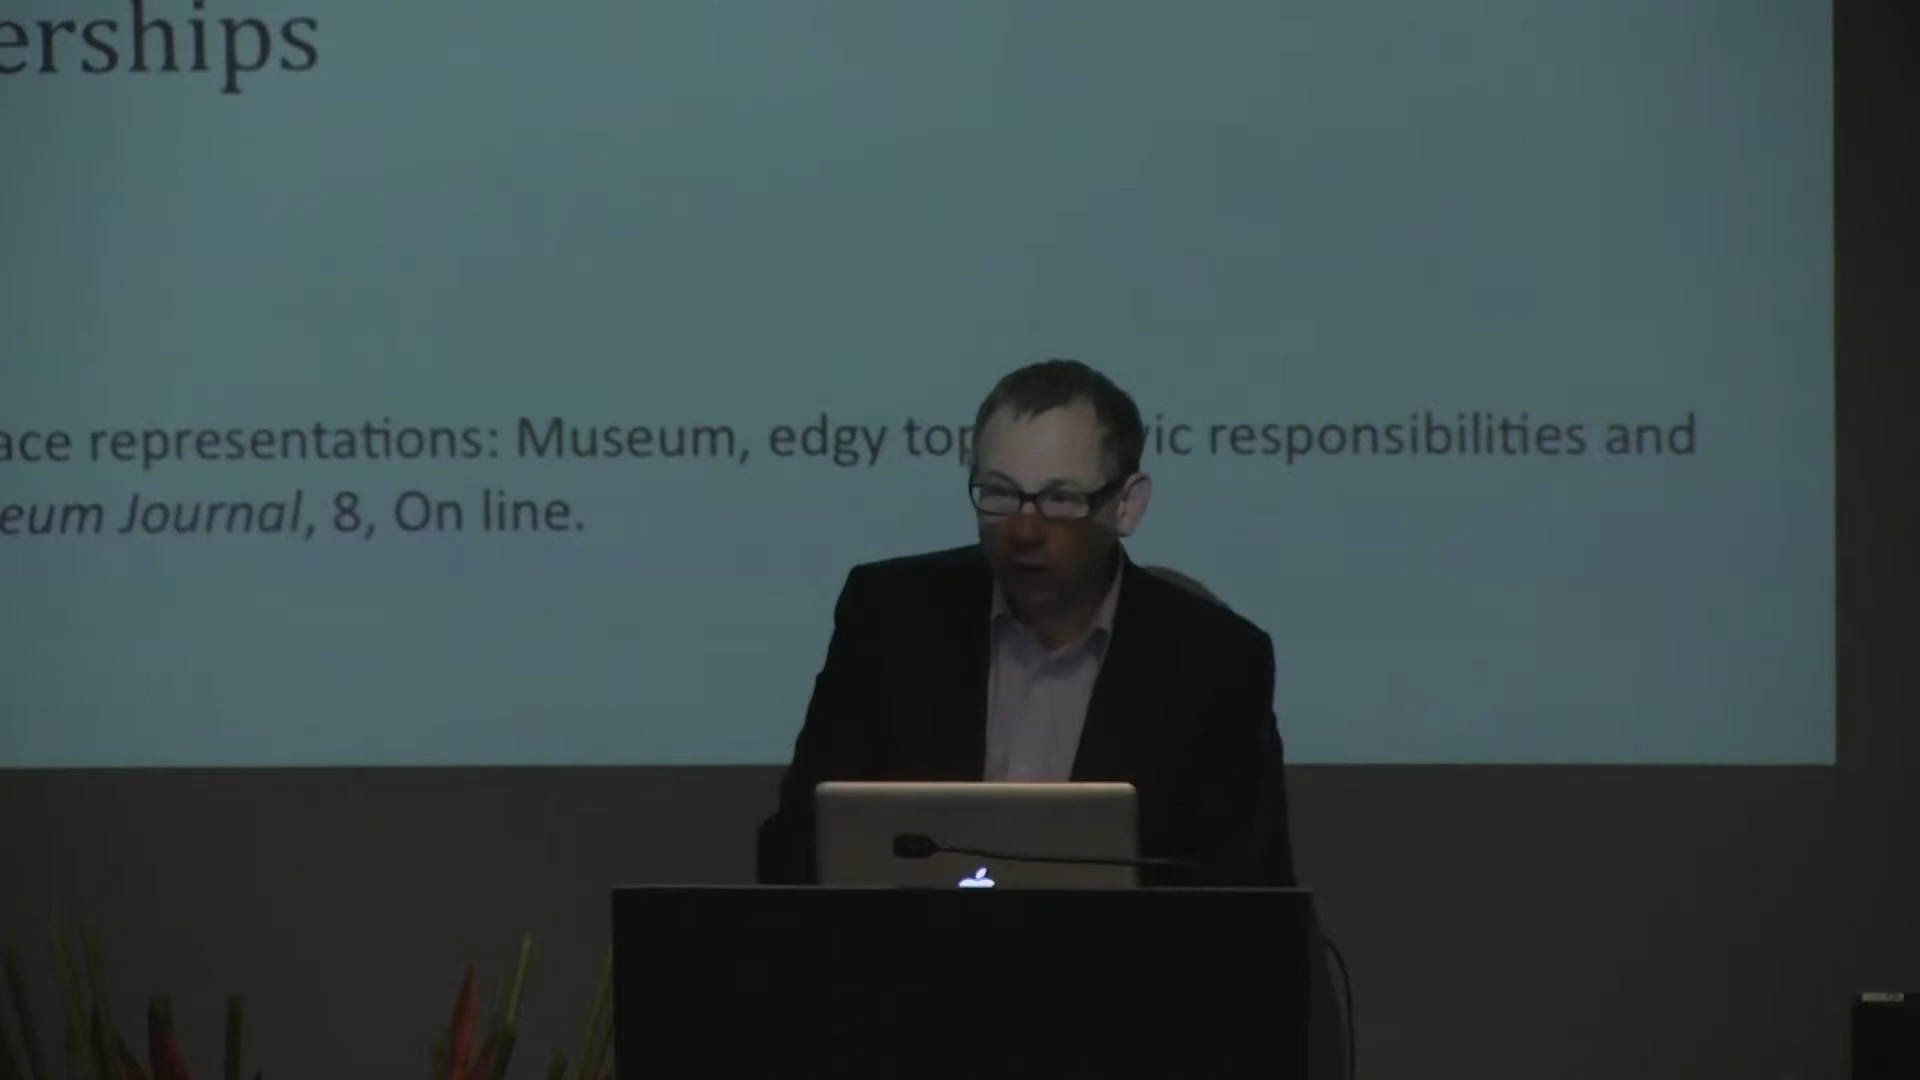 erships
ace representations: Museum, edgy top vic responsibilities and
eum Journal, 8, On line.